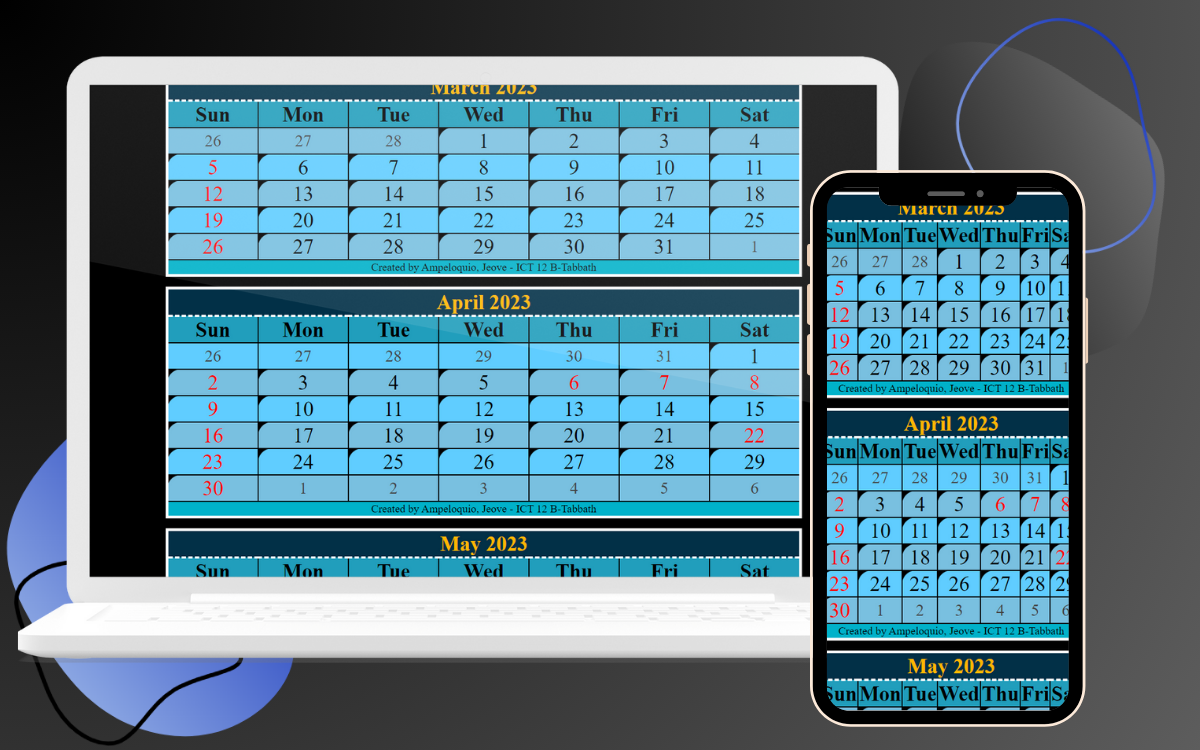 March 2023
Sun Mon Tue Wed Thu Fri Sat
26 27 28 1 2 3 4
5 6 7 8 9 10 11
12 13 14 15 16 17 18
19 20 21 22 23 24 25
26 27 28 29 30 31 1
Created by Ampeloquio, Jeove - ICT 12 B-Tabbath
April 2023
Sun Mon Tue Wed Thu Fri Sat
26 27 28 29 30 31 1
2 3 4 5 6 7 8
9 10 11 12 13 14 15
16 17 18 19 20 21 22
23 24 25 26 27 28 29
30 1 2 3 4 5 6
Created by Ampeloquio, Jeove - ICT 12 B-Tabbath
May 2023
Sun Mon Tue Wed Thu Fri Sat
March 2023
Sun Mon Tue Wed Thu Fri Sa
26 27 28 1 2 3 4
5 6 7 8 9 10 1
12 13 14 15 16 17 18
19 20 21 22 23 24 25
26 27 28 29 30 31 1
Created by Ampeloquio, Jeove - ICT 12 B-Tabbath
April 2023
Sun Mon Tue Wed Thu Fri Sa
26 27 28 29 30 31 1
2 3 4 5 6 7 8
9 10 11 12 13 14 15
16 17 18 19 20 21 22
23 24 25 26 27 28 29
30 1 2 3 4 5 6
Created by Ampeloquio, Jeove - ICT 12 B-Tabbath
May 2023
Sun Mon Tue Wed Thu Fri Sa